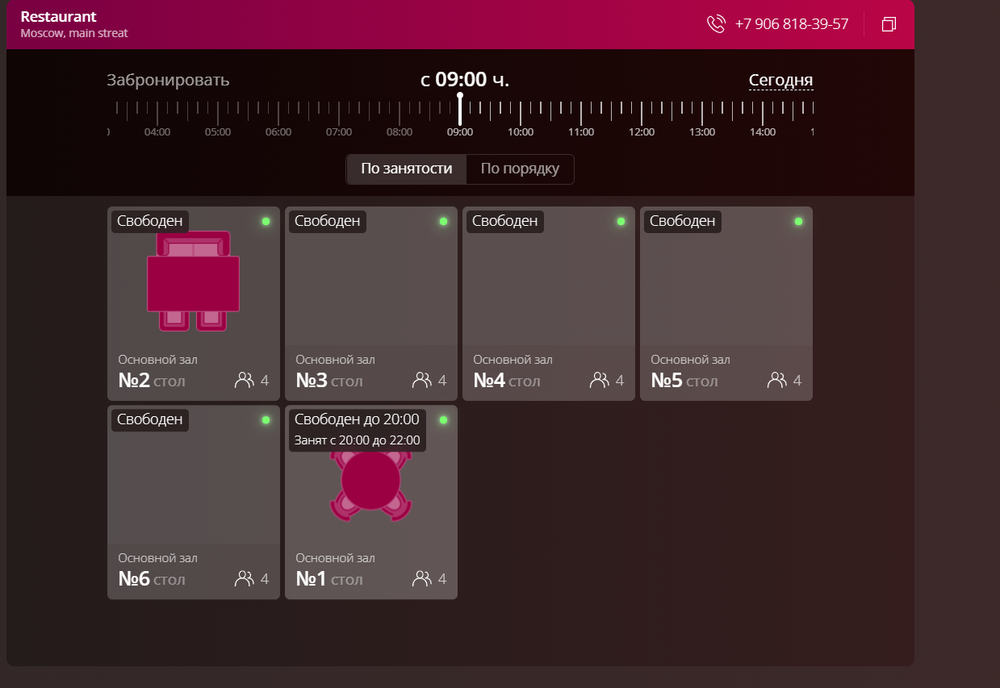 Restaurant
Moscow, main streat
+7 906 818-39-57
Забронировать
с 09:00 ч.
Сегодня
04:00 05:00 06:00 07:00 08:00 09:00 10:00 11:00 12:00 13:00 14:00 1
По занятости
По порядку
Свободен
Основной зал
№2 стол 4
Свободен
Основной зал
№3 стол 4
Свободен
Основной зал
№4 стол 4
Свободен
Основной зал
№5 стол 4
Свободен
Основной зал
№6 стол 4
Свободен до 20:00
Занят с 20:00 до 22:00
Основной зал
№1 стол 4